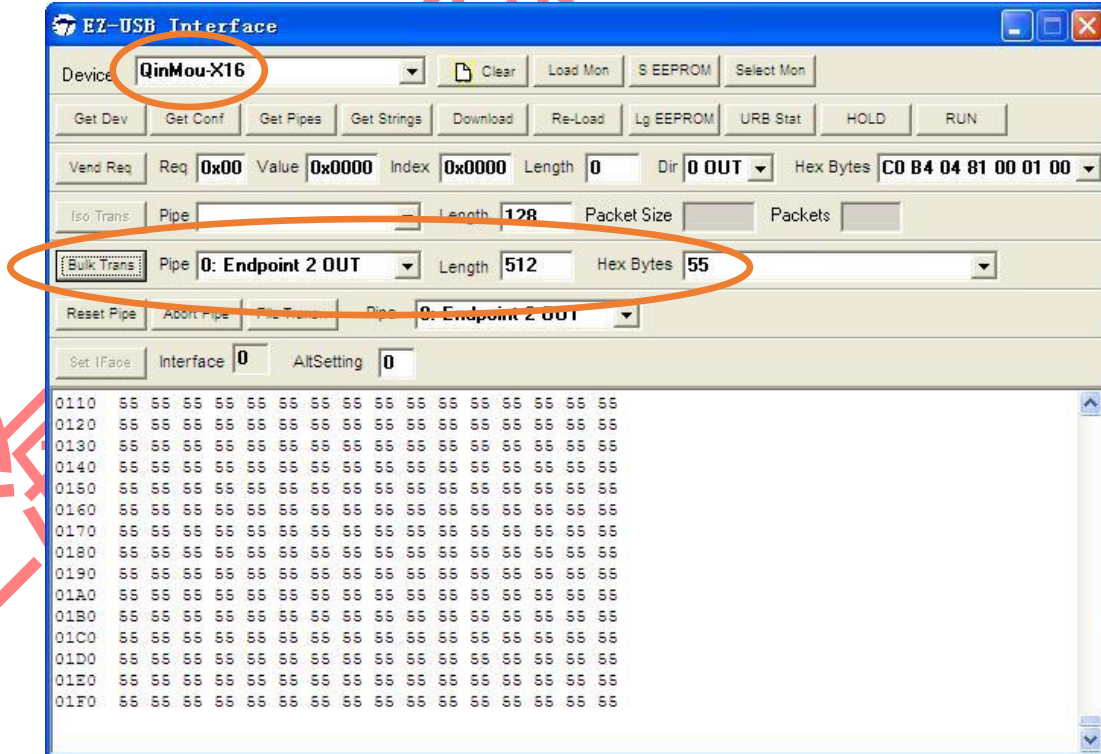 EZ-USB Interface
Device QinMou-X16 Clear Load Mon S EEPROM Select Mon
Get Dev Get Conf Get Pipes Get Strings Download Re-Load Lg EEPROM URB Stat HOLD RUN
Vend Req Req 0x00 Value 0x0000 Index 0x0000 Length 0 Dir 0 OUT Hex Bytes C0 B4 04 81 00 01 00
Iso Trans Pipe Length 128 Packet Size Packets
Bulk Trans Pipe 0: Endpoint 2 OUT Length 512 Hex Bytes 55
Reset Pipe Abort Pipe File Trans.. Pipe 0: Endpoint 2 OUT
Set IFace Interface 0 AltSetting 0
0110 55 55 55 55 55 55 55 55 55 55 55 55 55 55 55 55
0120 55 55 55 55 55 55 55 55 55 55 55 55 55 55 55 55
0130 55 55 55 55 55 55 55 55 55 55 55 55 55 55 55 55
0140 55 55 55 55 55 55 55 55 55 55 55 55 55 55 55 55
0150 55 55 55 55 55 55 55 55 55 55 55 55 55 55 55 55
0160 55 55 55 55 55 55 55 55 55 55 55 55 55 55 55 55
0170 55 55 55 55 55 55 55 55 55 55 55 55 55 55 55 55
0180 55 55 55 55 55 55 55 55 55 55 55 55 55 55 55 55
0190 55 55 55 55 55 55 55 55 55 55 55 55 55 55 55 55
01A0 55 55 55 55 55 55 55 55 55 55 55 55 55 55 55 55
01B0 55 55 55 55 55 55 55 55 55 55 55 55 55 55 55 55
01C0 55 55 55 55 55 55 55 55 55 55 55 55 55 55 55 55
01D0 55 55 55 55 55 55 55 55 55 55 55 55 55 55 55 55
01E0 55 55 55 55 55 55 55 55 55 55 55 55 55 55 55 55
01F0 55 55 55 55 55 55 55 55 55 55 55 55 55 55 55 55